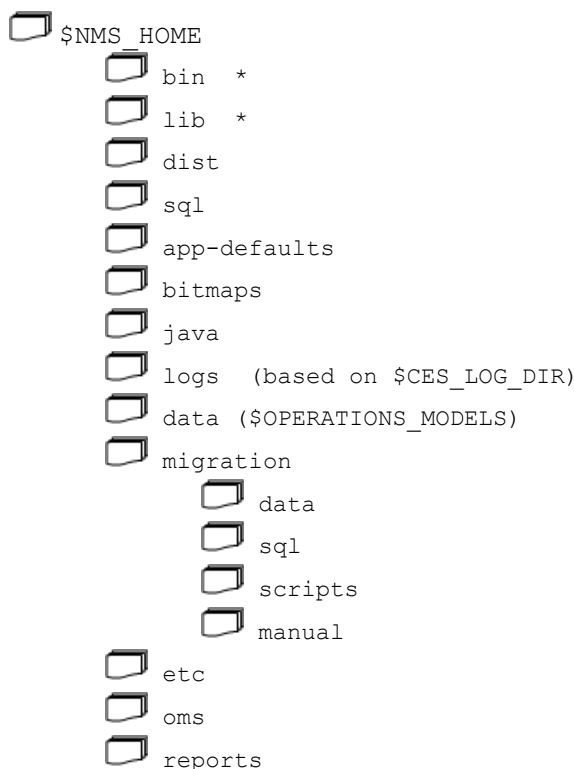 $NMS_HOME
bin *
lib *
dist
sql
app-defaults
bitmaps
java
logs (based on $CES_LOG_DIR)
data ($OPERATIONS_MODELS)
migration
data
sql
scripts
manual
etc
oms
reports